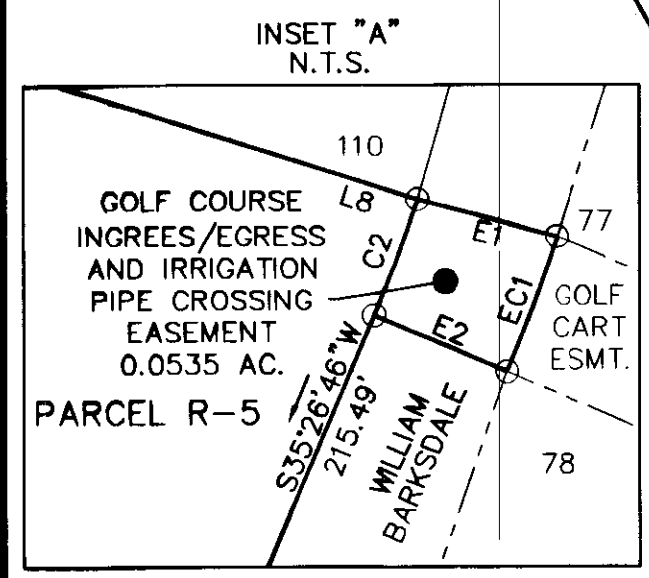 INSET "A"
N.T.S.
110
L8
GOLF COURSE
INGREES/EGRESS
AND IRRIGATION
PIPE CROSSING
EASEMENT
0.0535 AC.
C2
E1
77
EC1
E2
GOLF
CART
ESMT.
PARCEL R-5
S35°26'46"W
215.49'
WILLIAM
BARKSDALE
78